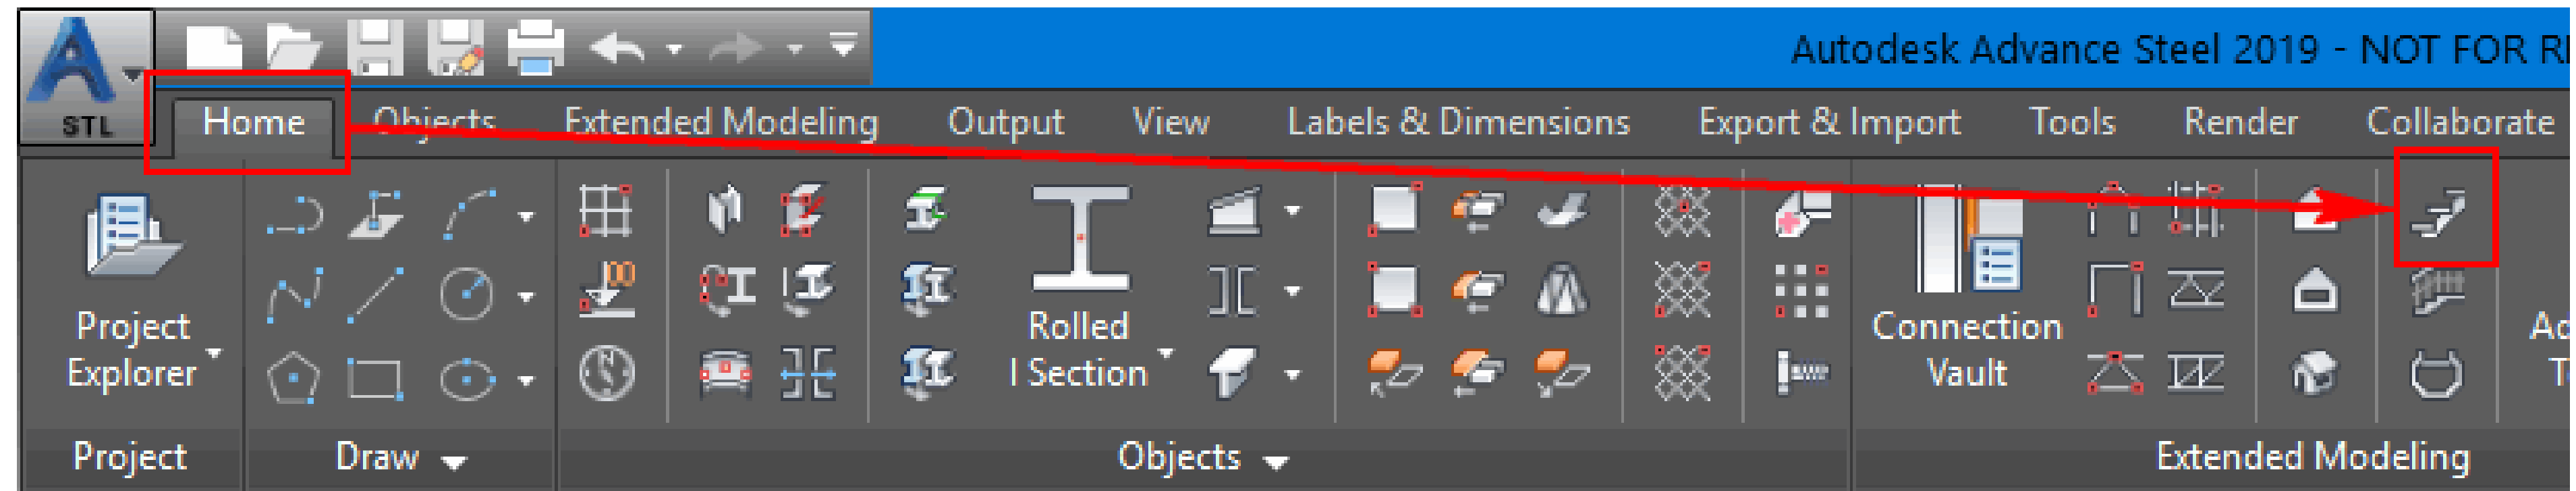 Autodesk Advance Steel 2019 - NOT FOR
STL
Home Objects Extended Modeling Output View Labels & Dimensions Export & Import Tools Render Collaborate
Project
Explorer
Rolled
I Section
Connection
Vault
Project Draw Objects Extended Modeling